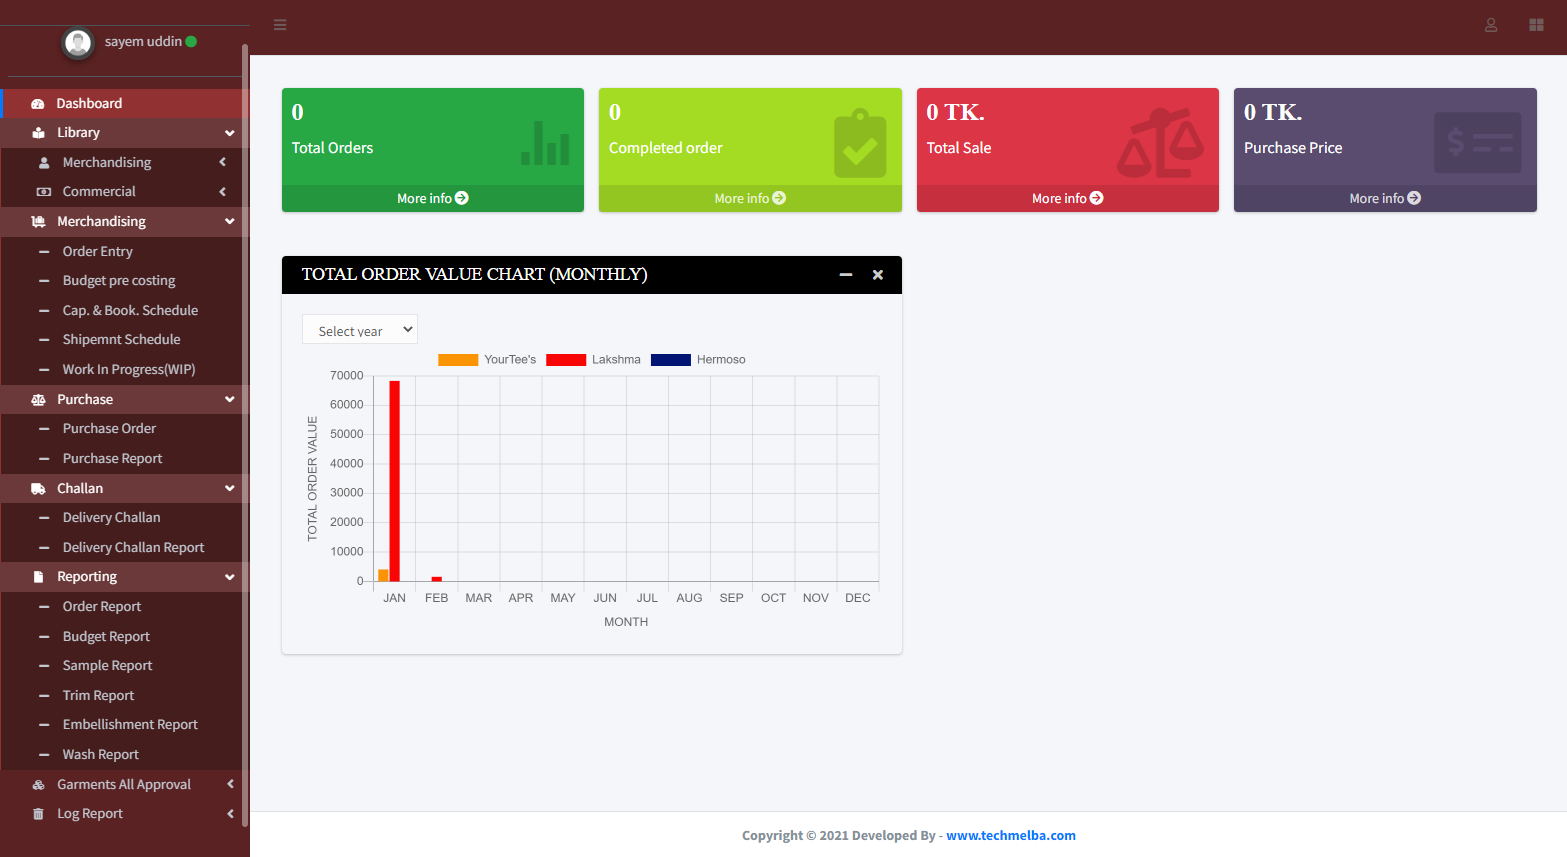 sayem uddin
Dashboard
Library
Merchandising
Commercial
Merchandising
Order Entry
Budget pre costing
Cap. & Book. Schedule
Shipemnt Schedule
Work In Progress(WIP)
Purchase
Purchase Order
Purchase Report
Challan
Delivery Challan
Delivery Challan Report
Reporting
Order Report
Budget Report
Sample Report
Trim Report
Embellishment Report
Wash Report
Garments All Approval
Log Report
0
Total Orders
More info
0
Completed order
More info
0 TK.
Total Sale
More info
0 TK.
Purchase Price
More info
TOTAL ORDER VALUE CHART (MONTHLY)
Select year
YourTee's Lakshma Hermoso
TOTAL ORDER VALUE
70000
60000
50000
40000
30000
20000
10000
0
JAN FEB MAR APR MAY JUN JUL AUG SEP OCT NOV DEC
MONTH
Copyright © 2021 Developed By - www.techmelba.com